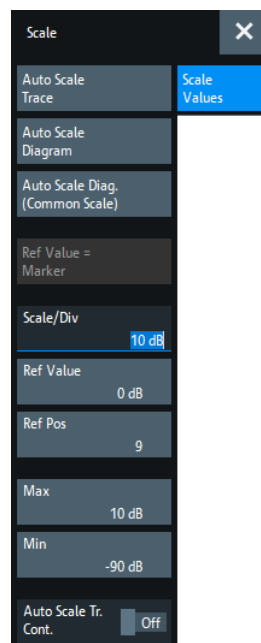 Scale
Auto Scale
Trace
Scale
Values
Auto Scale
Diagram
Auto Scale Diag.
(Common Scale)
Ref Value =
Marker
Scale/Div
10 dB
Ref Value
0 dB
Ref Pos
9
Max
10 dB
Min
-90 dB
Auto Scale Tr.
Cont.
Off